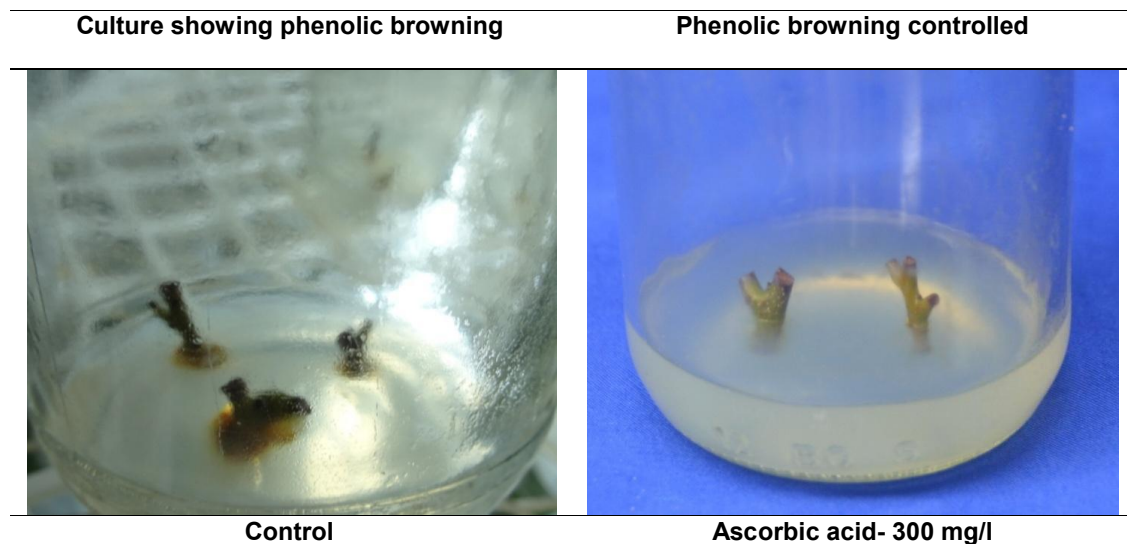 Culture showing phenolic browning
Phenolic browning controlled
Control
Ascorbic acid- 300 mg/l